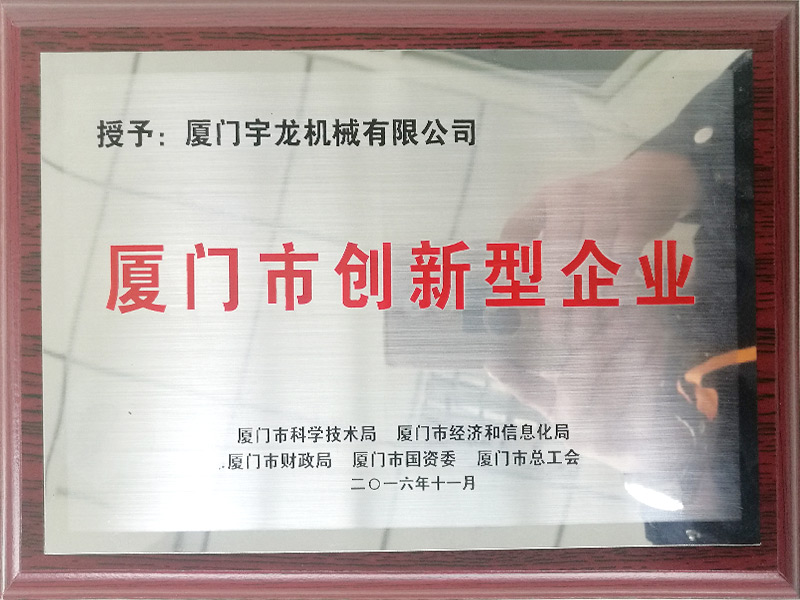 授予：厦门宇龙机械有限公司
厦门市创新型企业
厦门市科学技术局 厦门市经济和信息化局
厦门市财政局 厦门市国资委 厦门市总工会
二〇一六年十一月